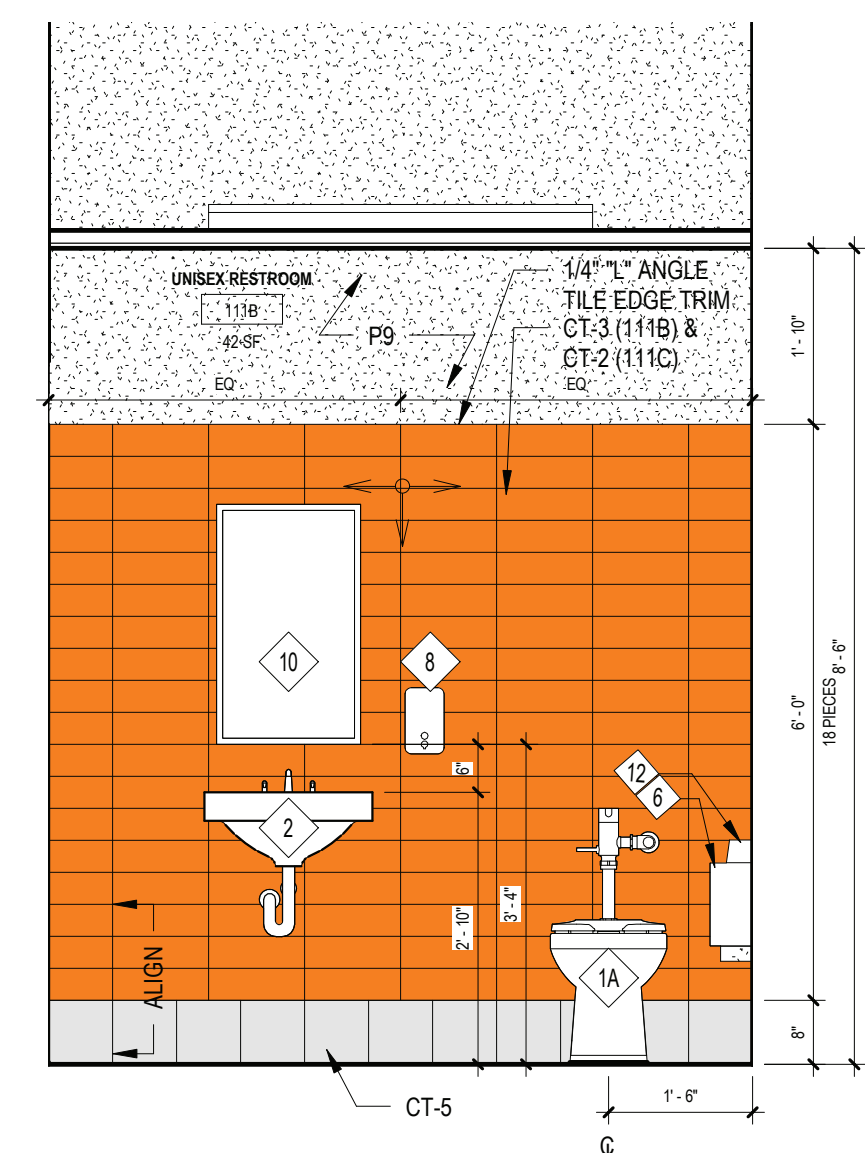 UNISEX RESTROOM
111B
42 SF
P9
1/4" "L" ANGLE
TILE EDGE TRIM
CT-3 (111B) &
CT-2 (111C)
EQ
EQ
1' - 10"
10
8
12
6
6"
2
2' - 10"
3' - 4"
6' - 0"
18 PIECES
8' - 6"
ALIGN
1A
8"
CT-5
1' - 6"
℄